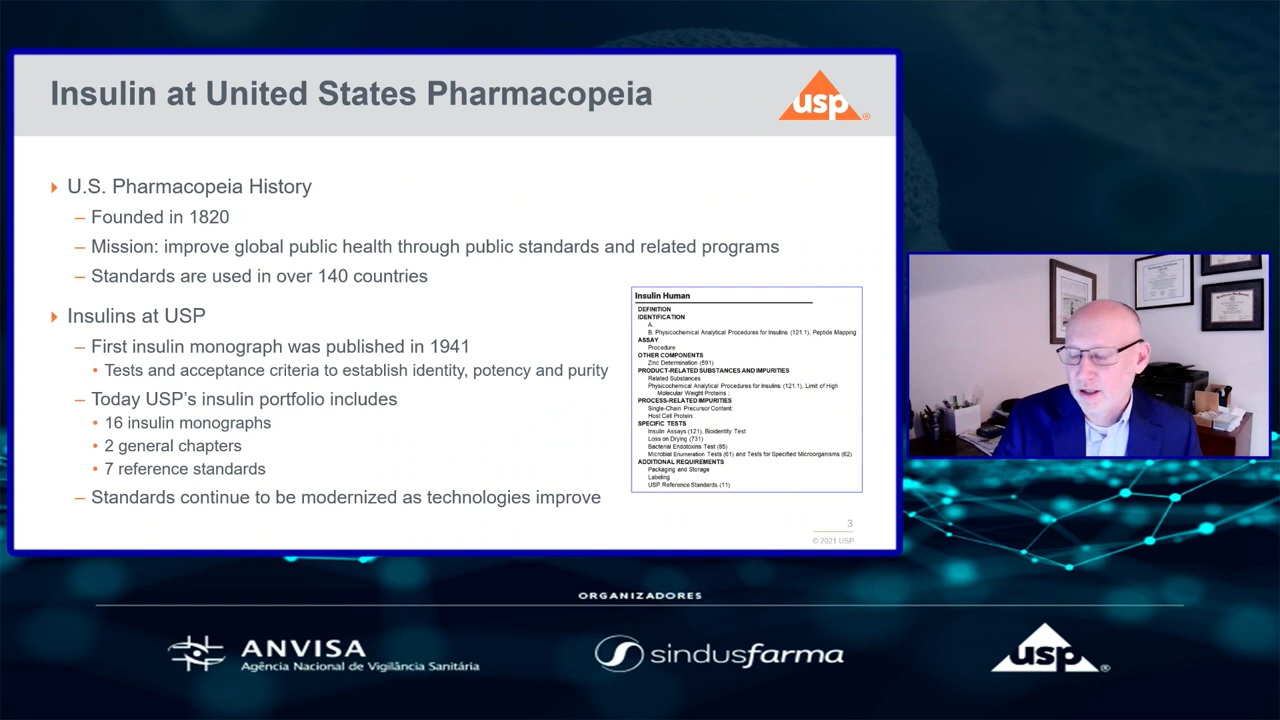 Insulin at United States Pharmacopeia
usp®
U.S. Pharmacopeia History
– Founded in 1820
– Mission: improve global public health through public standards and related programs
– Standards are used in over 140 countries
Insulins at USP
– First insulin monograph was published in 1941
• Tests and acceptance criteria to establish identity, potency and purity
– Today USP's insulin portfolio includes
• 16 insulin monographs
• 2 general chapters
• 7 reference standards
– Standards continue to be modernized as technologies improve
Insulin Human
DEFINITION
IDENTIFICATION
A.
B. Physicochemical Analytical Procedures for Insulins (121.1), Peptide Mapping
ASSAY
Procedure
OTHER COMPONENTS
Zinc Determination (591)
PRODUCT-RELATED SUBSTANCES AND IMPURITIES
Related Substances
Physicochemical Analytical Procedures for Insulins (121.1), Limit of High
Molecular Weight Proteins :
PROCESS-RELATED IMPURITIES
Single-Chain Precursor Content:
Host Cell Protein:
SPECIFIC TESTS
Insulin Assays (121), Bioidentity Test
Loss on Drying (731)
Bacterial Endotoxins Test (85)
Microbial Enumeration Tests (61) and Tests for Specified Microorganisms (62)
ADDITIONAL REQUIREMENTS
Packaging and Storage
Labeling
USP Reference Standards (11)
3
© 2021 USP
ORGANIZADORES
ANVISA
Agência Nacional de Vigilância Sanitária
sindusfarma
usp®